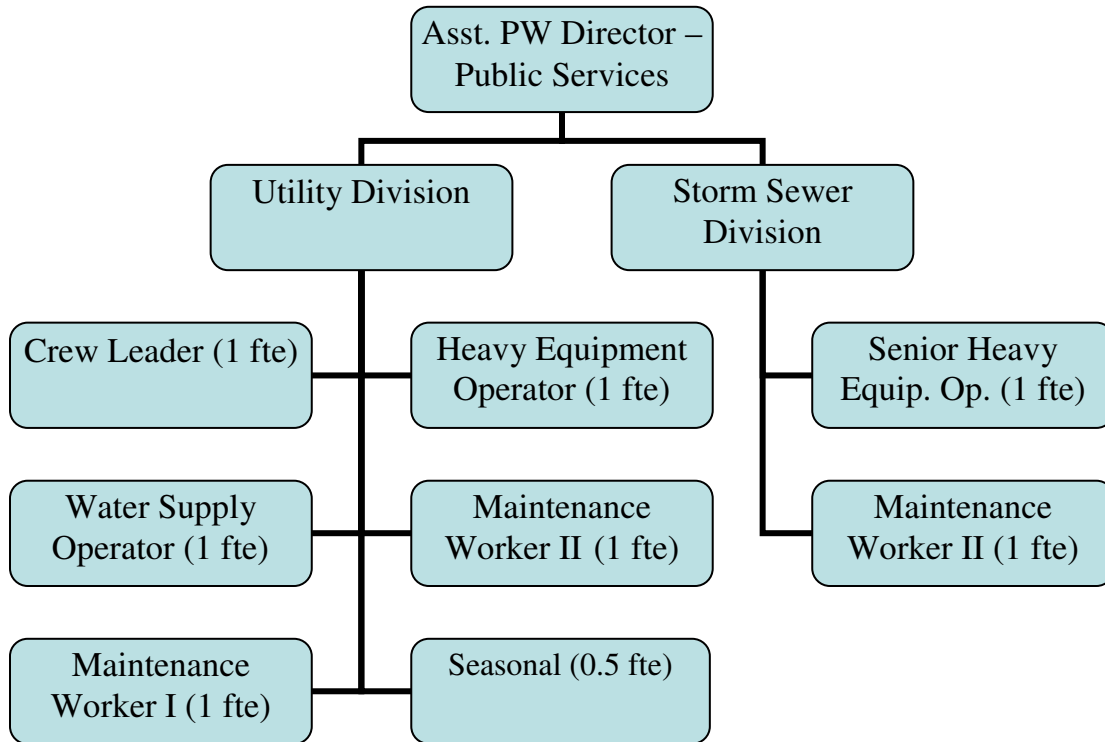 Asst. PW Director –
Public Services
Utility Division
Storm Sewer
Division
Crew Leader (1 fte)
Heavy Equipment
Operator (1 fte)
Senior Heavy
Equip. Op. (1 fte)
Water Supply
Operator (1 fte)
Maintenance
Worker II (1 fte)
Maintenance
Worker II (1 fte)
Maintenance
Worker I (1 fte)
Seasonal (0.5 fte)